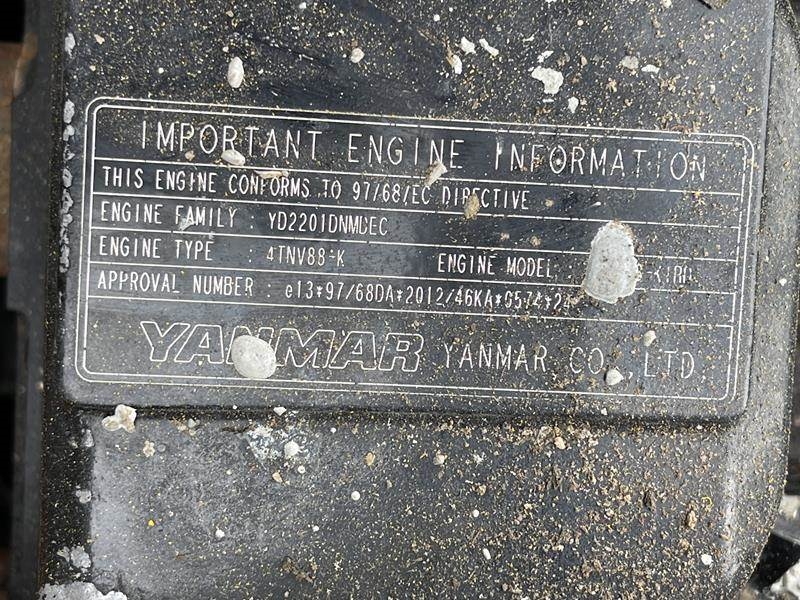 IMPORTANT ENGINE INFORMATION
THIS ENGINE CONFORMS TO 97/68/EC DIRECTIVE
ENGINE FAMILY : YD2201DNMDEC
ENGINE TYPE : 4TNV88-K ENGINE MODEL :
APPROVAL NUMBER : e13*97/68DA*2012/46KA*0574*
YANMAR YANMAR CO.,LTD